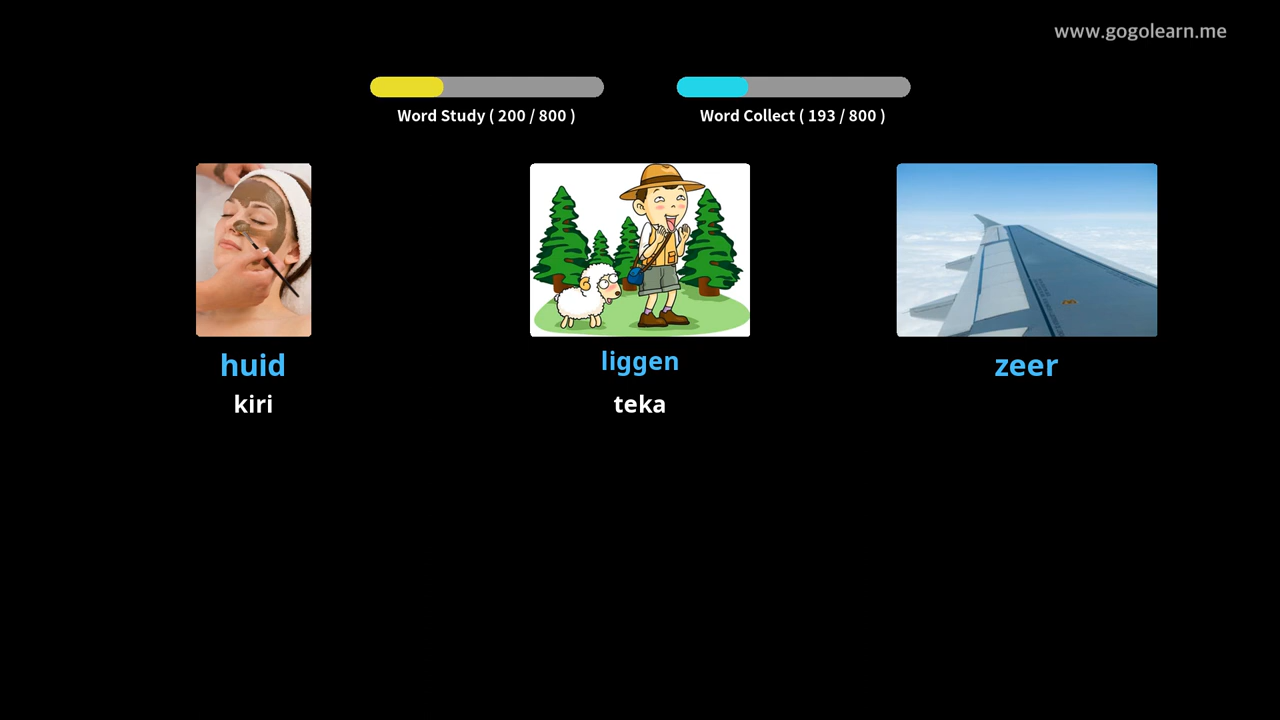 www.gogolearn.me
Word Study ( 200 / 800 )
Word Collect ( 193 / 800 )
huid
liggen
zeer
kiri
teka